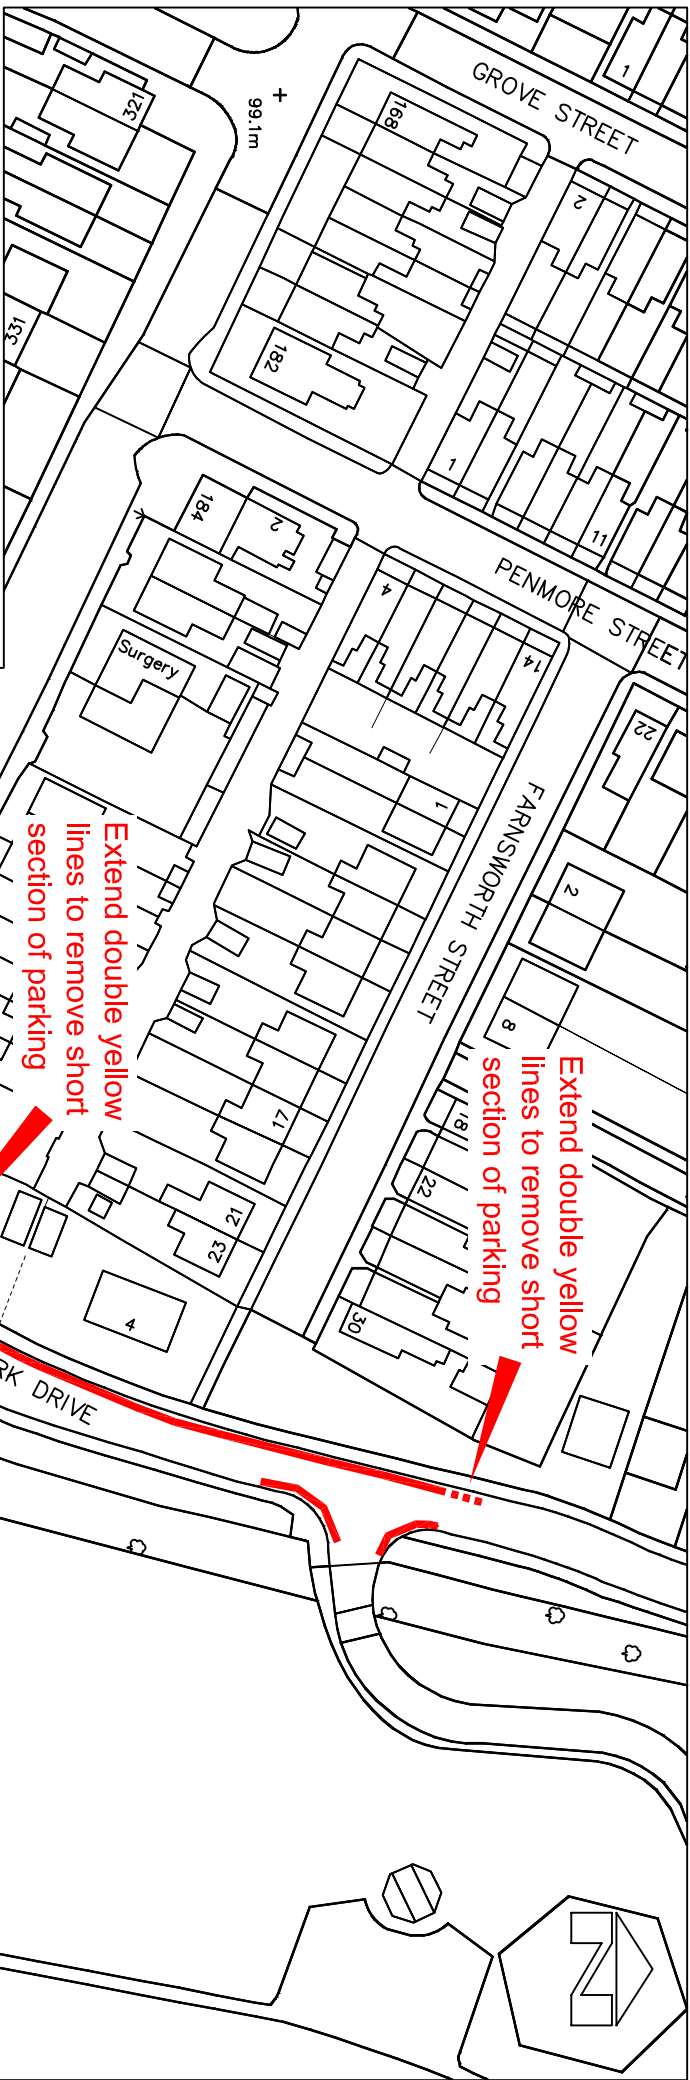 GROVE STREET
1
168
2
321
99.1m
331
182
1
11
PENMORE STREET
184
2
4
14
22
Surgery
1
FARNSWORTH STREET
2
8
17
22
21
23
30
4
Extend double yellow
lines to remove short
section of parking
Extend double yellow
lines to remove short
section of parking
RK DRIVE
N